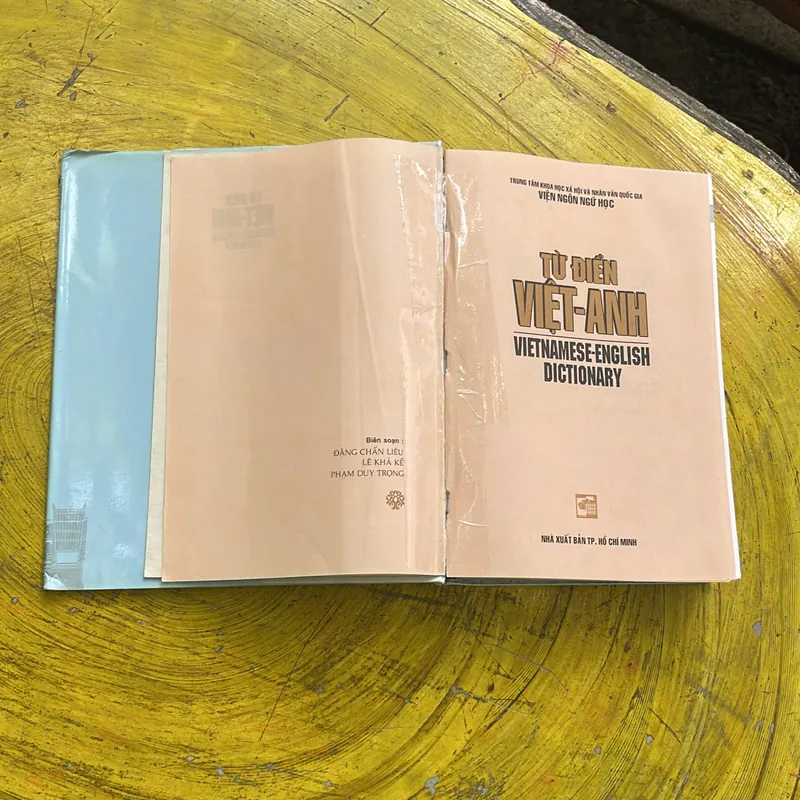 Biên soạn :
ĐẶNG CHẤN LIÊU
LÊ KHẢ KẾ
PHẠM DUY TRỌNG
TRUNG TÂM KHOA HỌC XÃ HỘI VÀ NHÂN VĂN QUỐC GIA
VIỆN NGÔN NGỮ HỌC
TỪ ĐIỂN
VIỆT-ANH
VIETNAMESE-ENGLISH
DICTIONARY
NHÀ XUẤT BẢN TP. HỒ CHÍ MINH